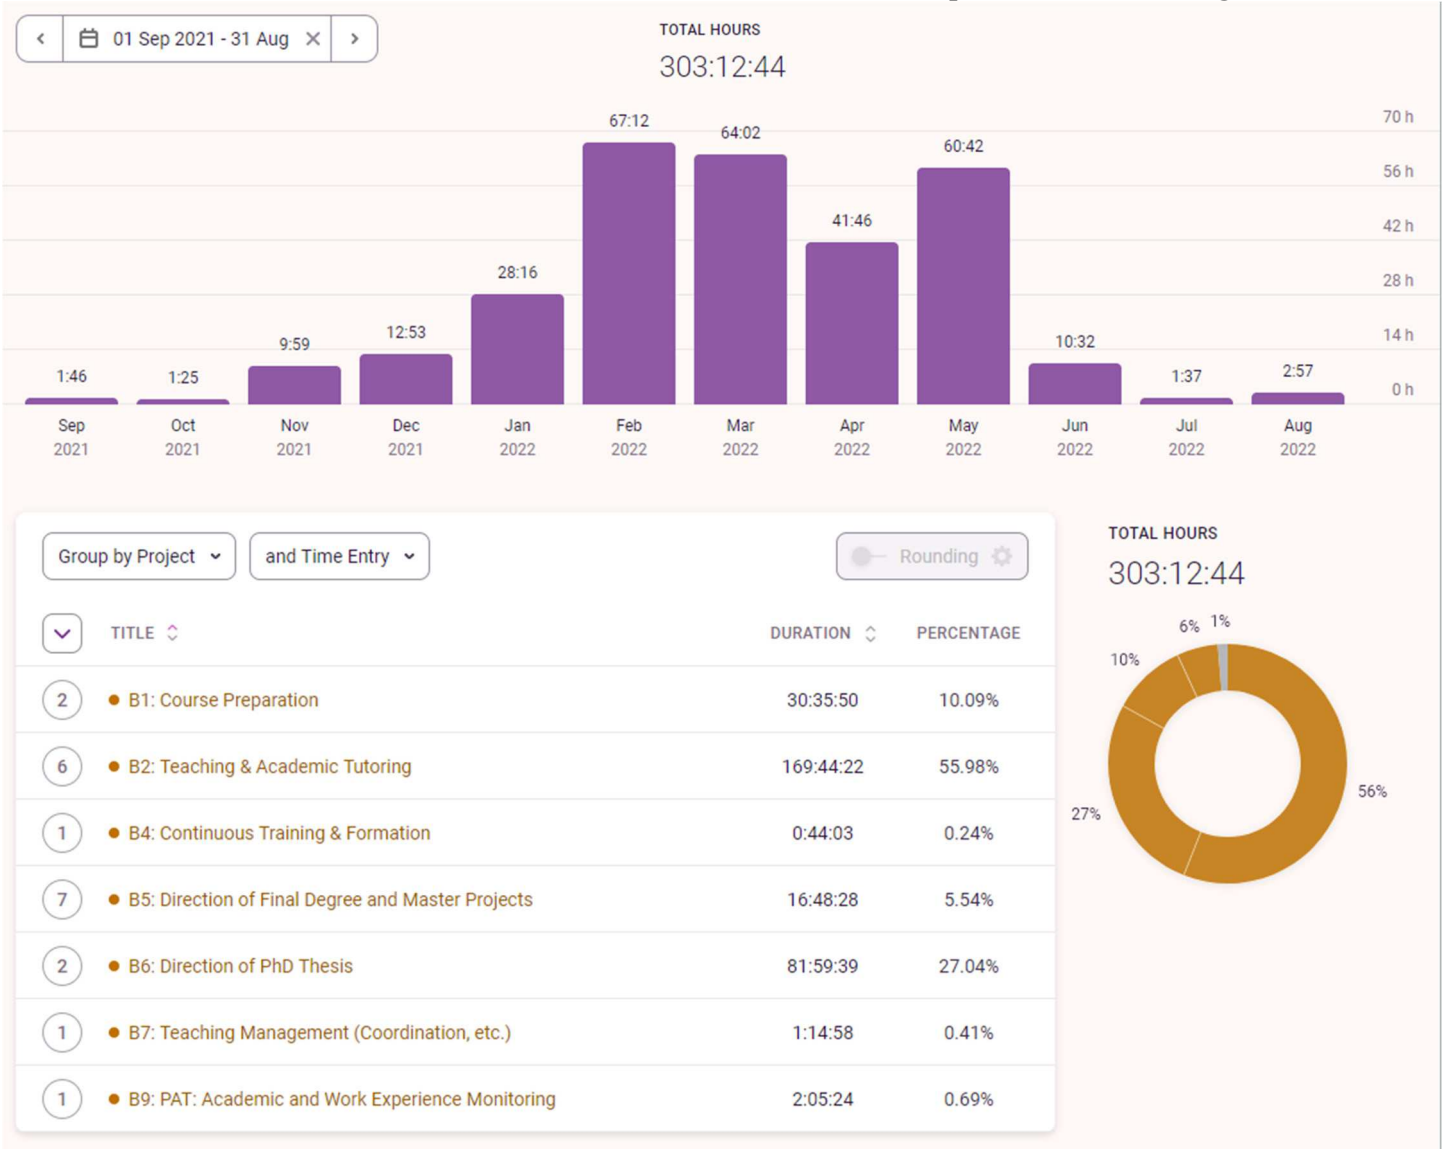 01 Sep 2021 - 31 Aug
TOTAL HOURS
303:12:44
70 h
56 h
42 h
28 h
14 h
0 h
1:46
1:25
9:59
12:53
28:16
67:12
64:02
41:46
60:42
10:32
1:37
2:57
Sep 2021
Oct 2021
Nov 2021
Dec 2021
Jan 2022
Feb 2022
Mar 2022
Apr 2022
May 2022
Jun 2022
Jul 2022
Aug 2022
Group by Project
and Time Entry
Rounding
TITLE DURATION PERCENTAGE
2 B1: Course Preparation 30:35:50 10.09%
6 B2: Teaching & Academic Tutoring 169:44:22 55.98%
1 B4: Continuous Training & Formation 0:44:03 0.24%
7 B5: Direction of Final Degree and Master Projects 16:48:28 5.54%
2 B6: Direction of PhD Thesis 81:59:39 27.04%
1 B7: Teaching Management (Coordination, etc.) 1:14:58 0.41%
1 B9: PAT: Academic and Work Experience Monitoring 2:05:24 0.69%
TOTAL HOURS
303:12:44
6% 1%
10%
56%
27%